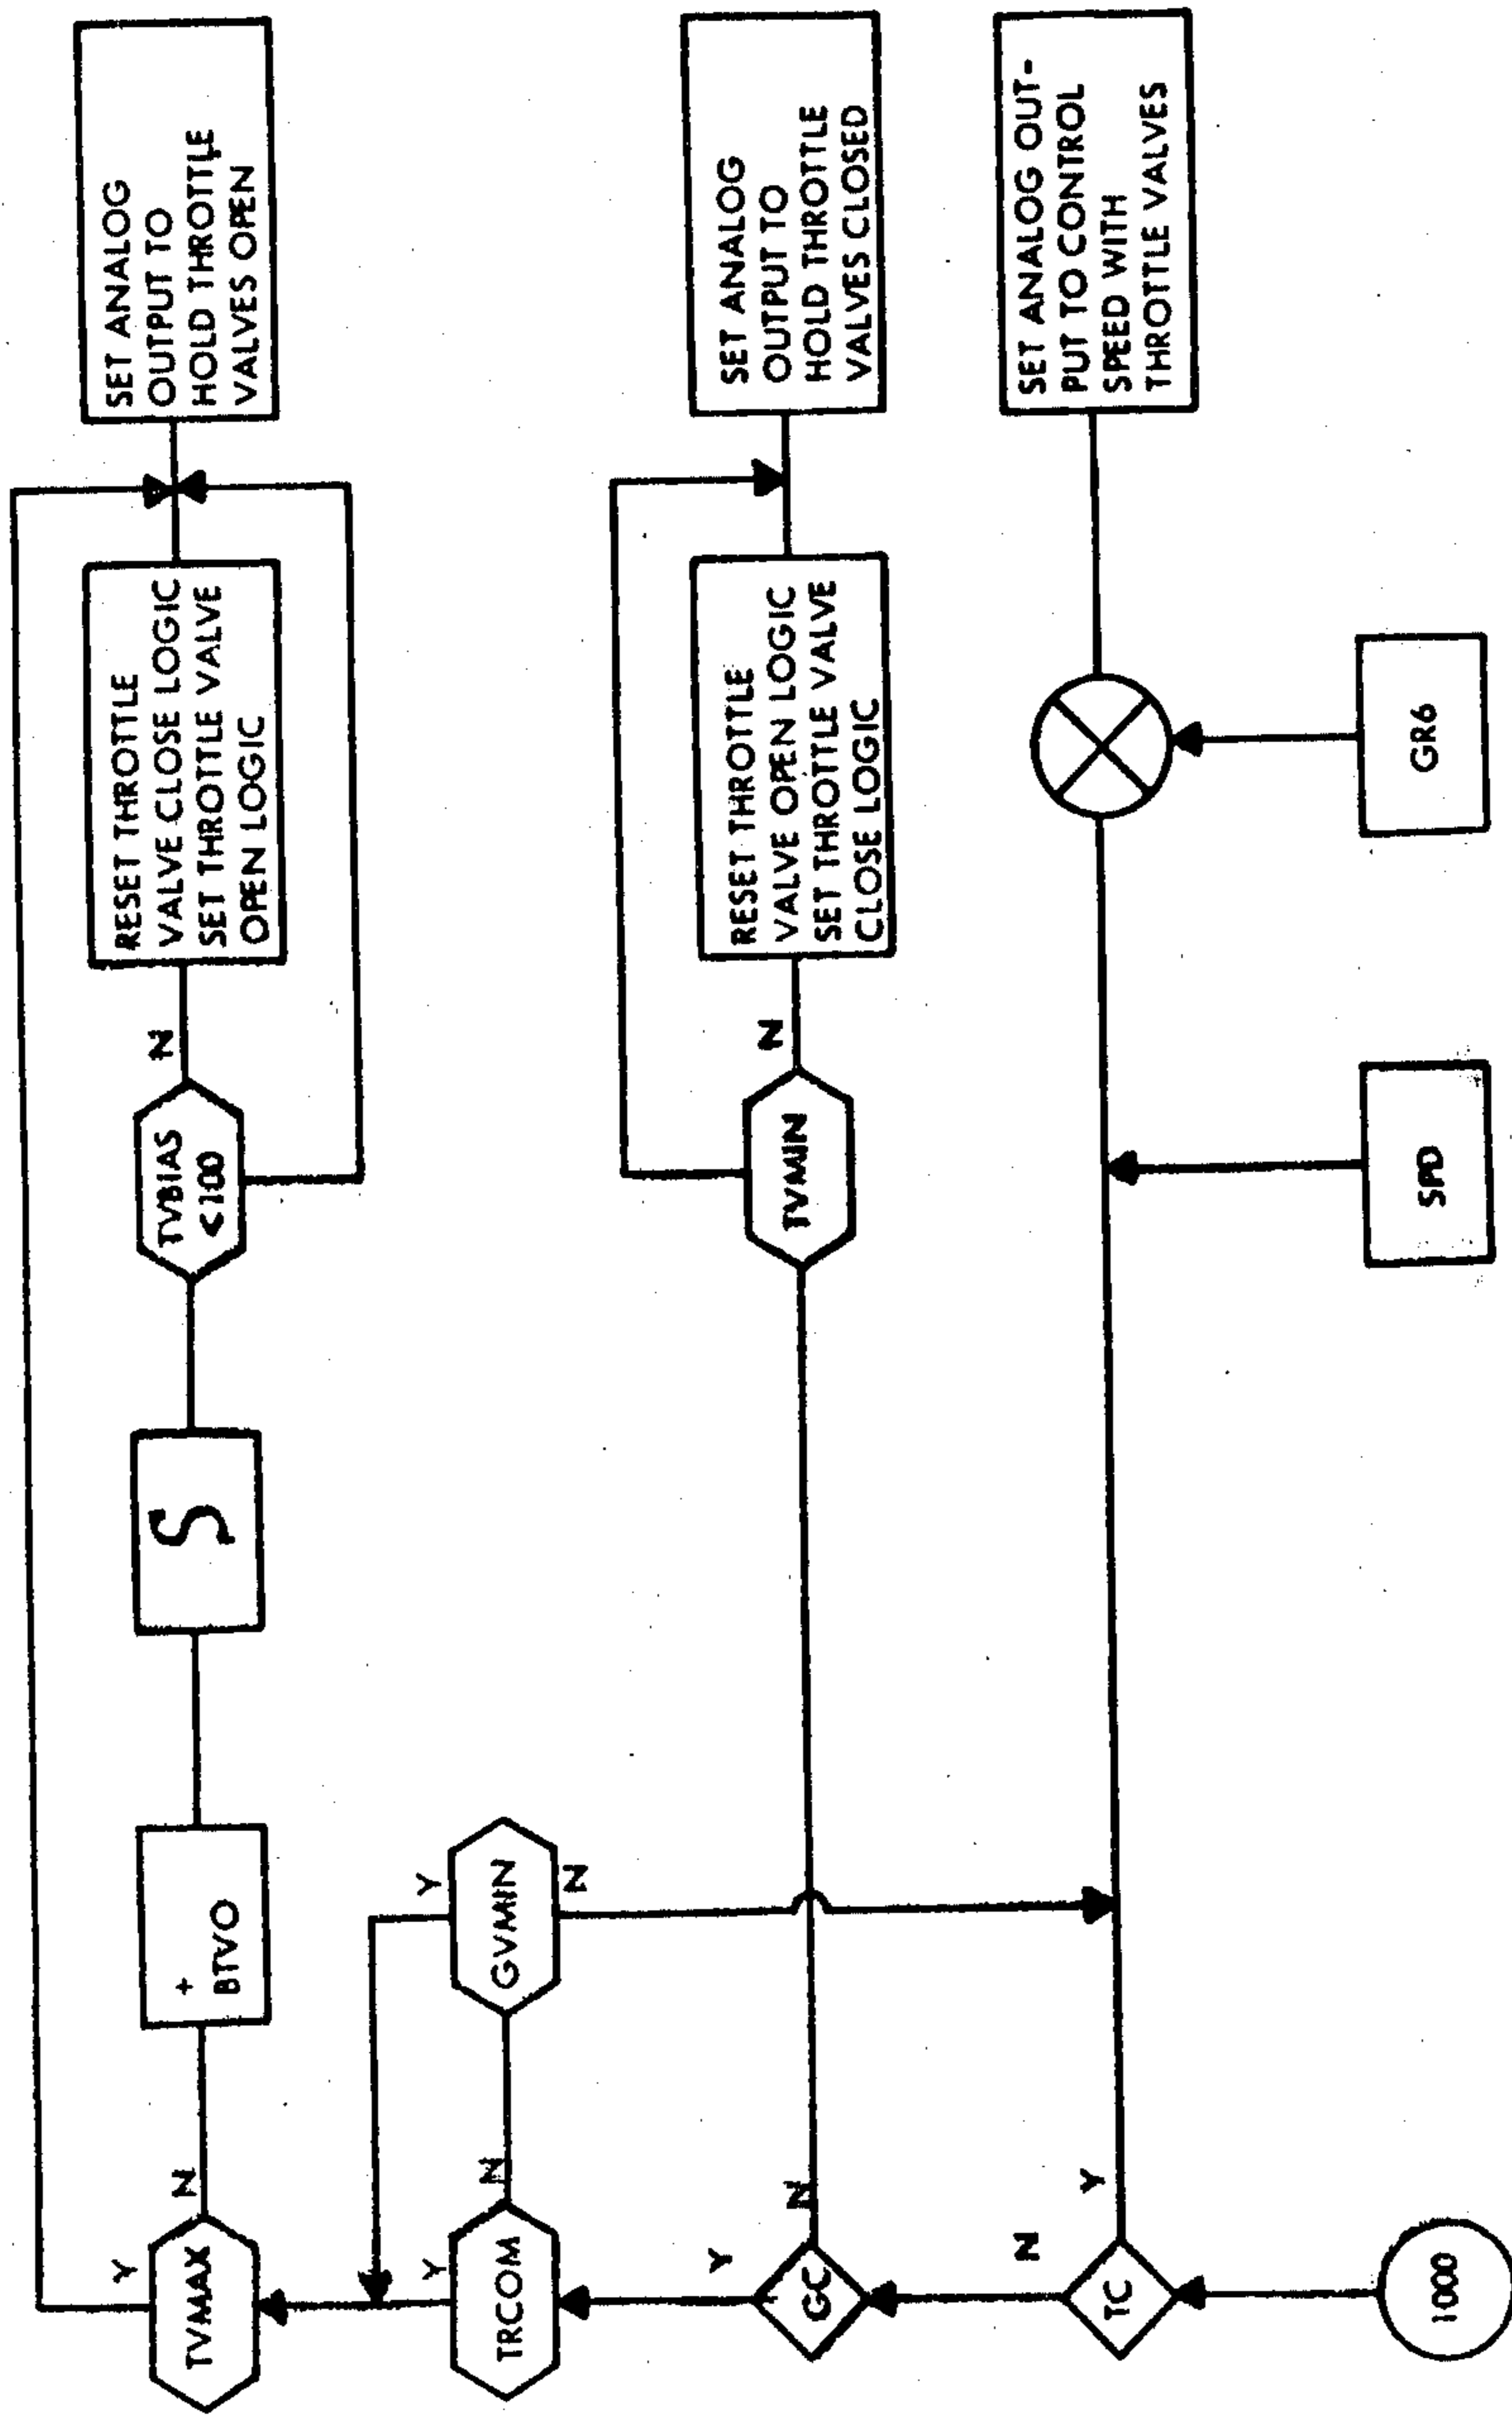 1000
TC
N
Y
GC
Y
N
TRCOM
Y
N
GVMIN
Y
N
TVMAX
Y
N
+
BTVO
∫
TVBIAS
<100
N
RESET THROTTLE
VALVE CLOSE LOGIC
SET THROTTLE VALVE
OPEN LOGIC
SET ANALOG
OUTPUT TO
HOLD THROTTLE
VALVES OPEN
TVMIN
N
RESET THROTTLE
VALVE OPEN LOGIC
SET THROTTLE VALVE
CLOSE LOGIC
SET ANALOG
OUTPUT TO
HOLD THROTTLE
VALVES CLOSED
SPD
GR6
SET ANALOG OUT-
PUT TO CONTROL
SPEED WITH
THROTTLE VALVES